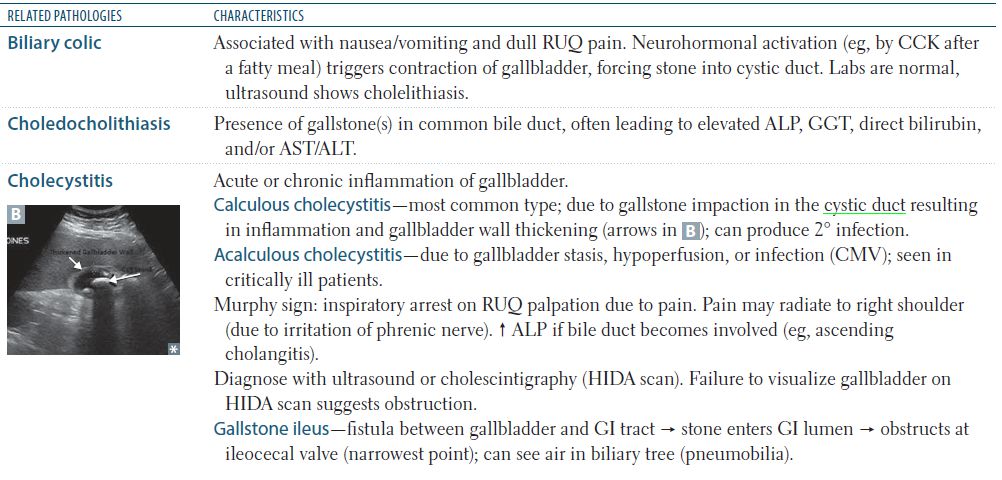 RELATED PATHOLOGIES CHARACTERISTICS
Biliary colic Associated with nausea/vomiting and dull RUQ pain. Neurohormonal activation (eg, by CCK after
a fatty meal) triggers contraction of gallbladder, forcing stone into cystic duct. Labs are normal,
ultrasound shows cholelithiasis.
Choledocholithiasis Presence of gallstone(s) in common bile duct, often leading to elevated ALP, GGT, direct bilirubin,
and/or AST/ALT.
Cholecystitis Acute or chronic inflammation of gallbladder.
Calculous cholecystitis—most common type; due to gallstone impaction in the cystic duct resulting
in inflammation and gallbladder wall thickening (arrows in B); can produce 2° infection.
Acalculous cholecystitis—due to gallbladder stasis, hypoperfusion, or infection (CMV); seen in
critically ill patients.
Murphy sign: inspiratory arrest on RUQ palpation due to pain. Pain may radiate to right shoulder
(due to irritation of phrenic nerve). ↑ ALP if bile duct becomes involved (eg, ascending
cholangitis).
Diagnose with ultrasound or cholescintigraphy (HIDA scan). Failure to visualize gallbladder on
HIDA scan suggests obstruction.
Gallstone ileus—fistula between gallbladder and GI tract → stone enters GI lumen → obstructs at
ileocecal valve (narrowest point); can see air in biliary tree (pneumobilia).
B
Thickened Gallbladder Wall
*